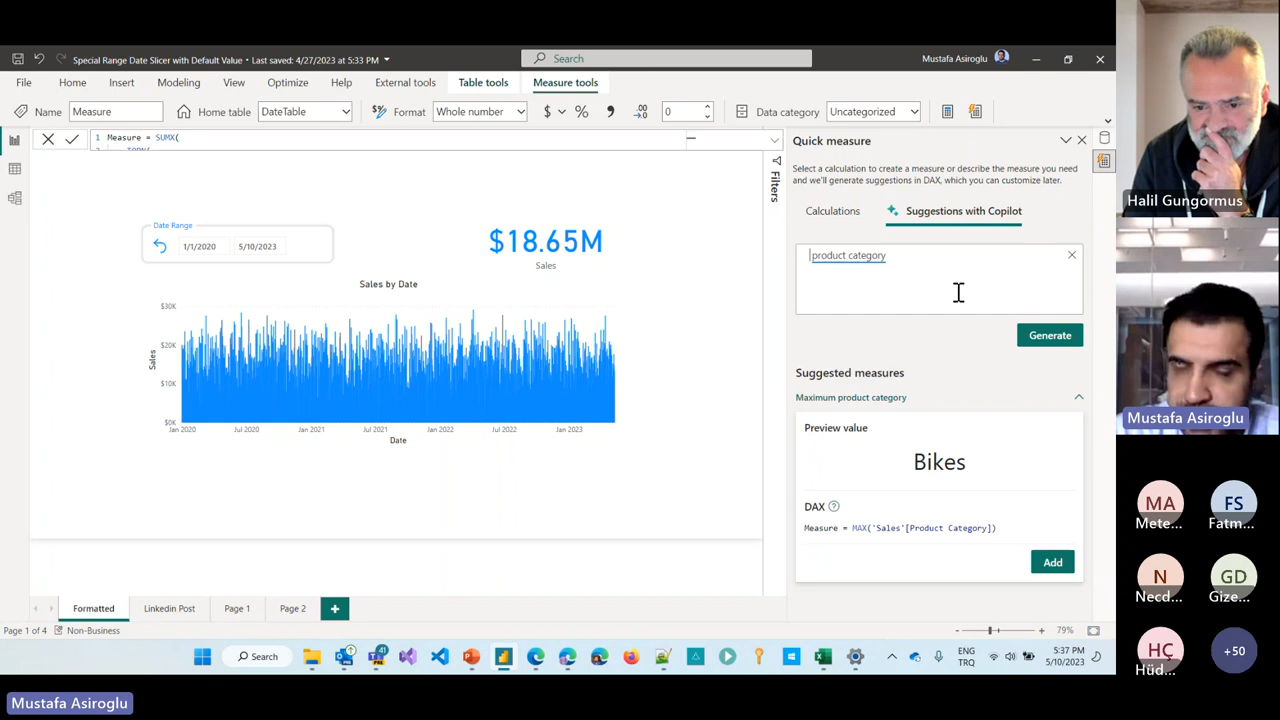 Special Range Date Slicer with Default Value • Last saved: 4/27/2023 at 5:33 PM
Search
Mustafa Asiroglu
File Home Insert Modeling View Optimize Help External tools Table tools Measure tools
Name Measure Home table DateTable Format Whole number $ % , 0 Data category Uncategorized
1 Measure = SUMX(
Filters
Date Range
1/1/2020 5/10/2023
$18.65M
Sales
Sales by Date
$30K
$20K
$10K
$0K
Sales
Jan 2020 Jul 2020 Jan 2021 Jul 2021 Jan 2022 Jul 2022 Jan 2023
Date
Quick measure
Select a calculation to create a measure or describe the measure you need
and we'll generate suggestions in DAX, which you can customize later.
Calculations Suggestions with Copilot
product category
Generate
Suggested measures
Maximum product category
Preview value
Bikes
DAX
Measure = MAX('Sales'[Product Category])
Add
Formatted Linkedin Post Page 1 Page 2
Page 1 of 4 Non-Business
79%
Search
41
ENG
TRQ
5:37 PM
5/10/2023
Mustafa Asiroglu
Halil Gungormus
Mustafa Asiroglu
MA FS
Mete... Fatm...
N GD
Necd... Gize...
HÇ +50
Hüd...